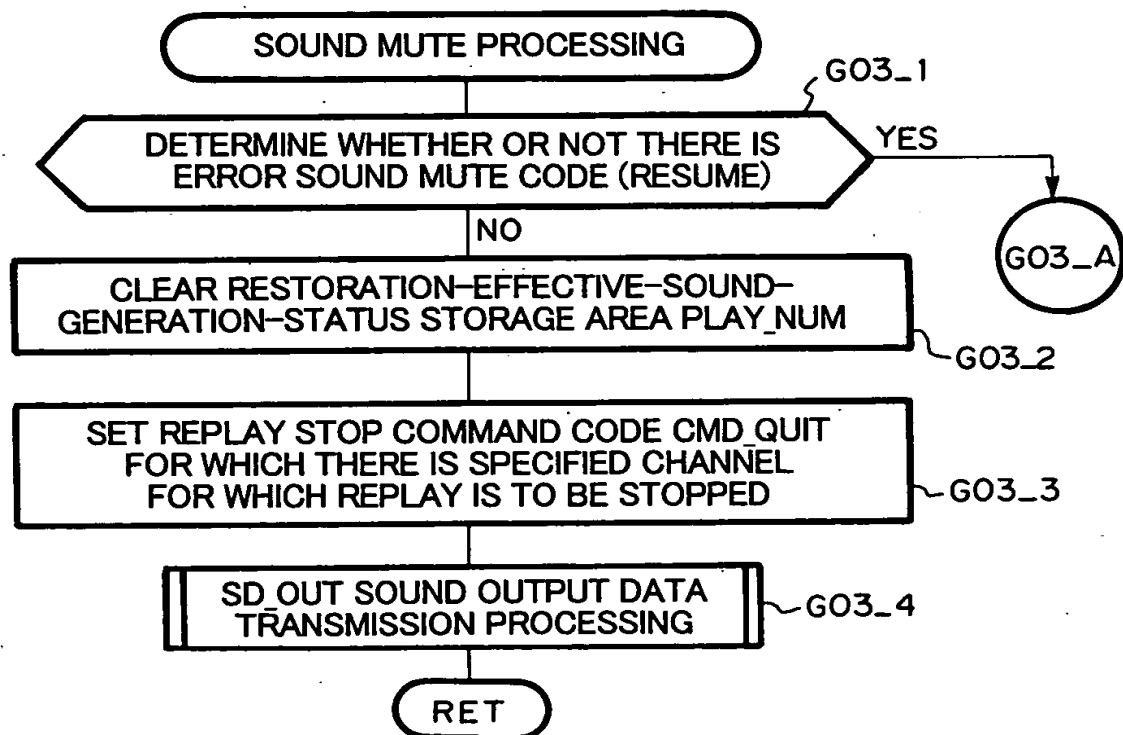 SOUND MUTE PROCESSING
G03_1
DETERMINE WHETHER OR NOT THERE IS
ERROR SOUND MUTE CODE (RESUME)
YES
NO
G03_A
CLEAR RESTORATION-EFFECTIVE-SOUND-
GENERATION-STATUS STORAGE AREA PLAY_NUM
G03_2
SET REPLAY STOP COMMAND CODE CMD_QUIT
FOR WHICH THERE IS SPECIFIED CHANNEL
FOR WHICH REPLAY IS TO BE STOPPED
G03_3
SD_OUT SOUND OUTPUT DATA
TRANSMISSION PROCESSING
G03_4
RET